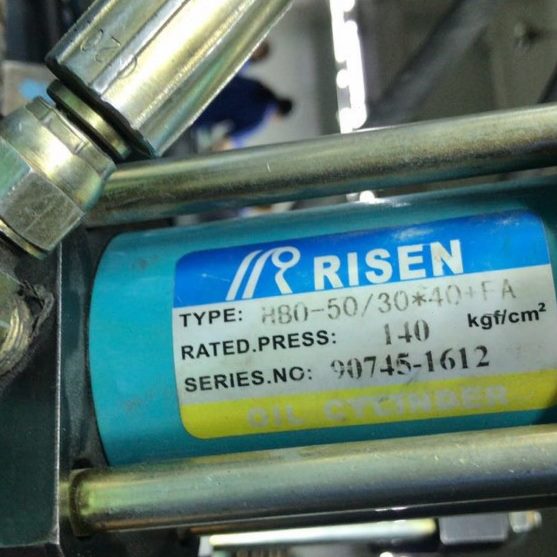 RISEN
TYPE: H80-50/30*40+FA
RATED.PRESS: 140 kgf/cm²
SERIES.NO: 90745-1612
OIL CYLINDER